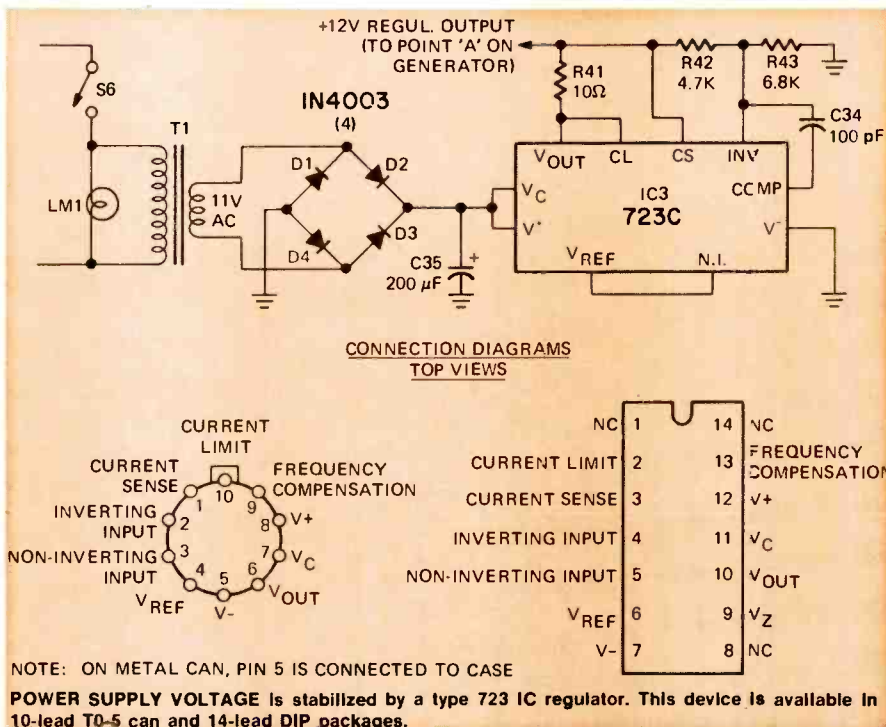 +12V REGUL. OUTPUT
(TO POINT 'A' ON
GENERATOR)
R41
10Ω
R42
4.7K
R43
6.8K
C34
100 pF
S6
T1
IN4003
(4)
LM1
11V
AC
D1
D2
D4
D3
C35
200 µF
+
VOUT
CL
CS
INV
VC
V+
IC3
723C
COMP
V-
VREF
N.I.
CONNECTION DIAGRAMS
TOP VIEWS
CURRENT
LIMIT
CURRENT
SENSE
FREQUENCY
COMPENSATION
INVERTING
INPUT
NON-INVERTING
INPUT
VREF
V-
VOUT
VC
V+
10
1
9
2
8
3
7
4
5
6
NC 1
14 NC
CURRENT LIMIT 2
13 FREQUENCY
COMPENSATION
CURRENT SENSE 3
12 V+
INVERTING INPUT 4
11 VC
NON-INVERTING INPUT 5
10 VOUT
VREF 6
9 VZ
V- 7
8 NC
NOTE: ON METAL CAN, PIN 5 IS CONNECTED TO CASE
POWER SUPPLY VOLTAGE is stabilized by a type 723 IC regulator. This device is available in
10-lead T0-5 can and 14-lead DIP packages.